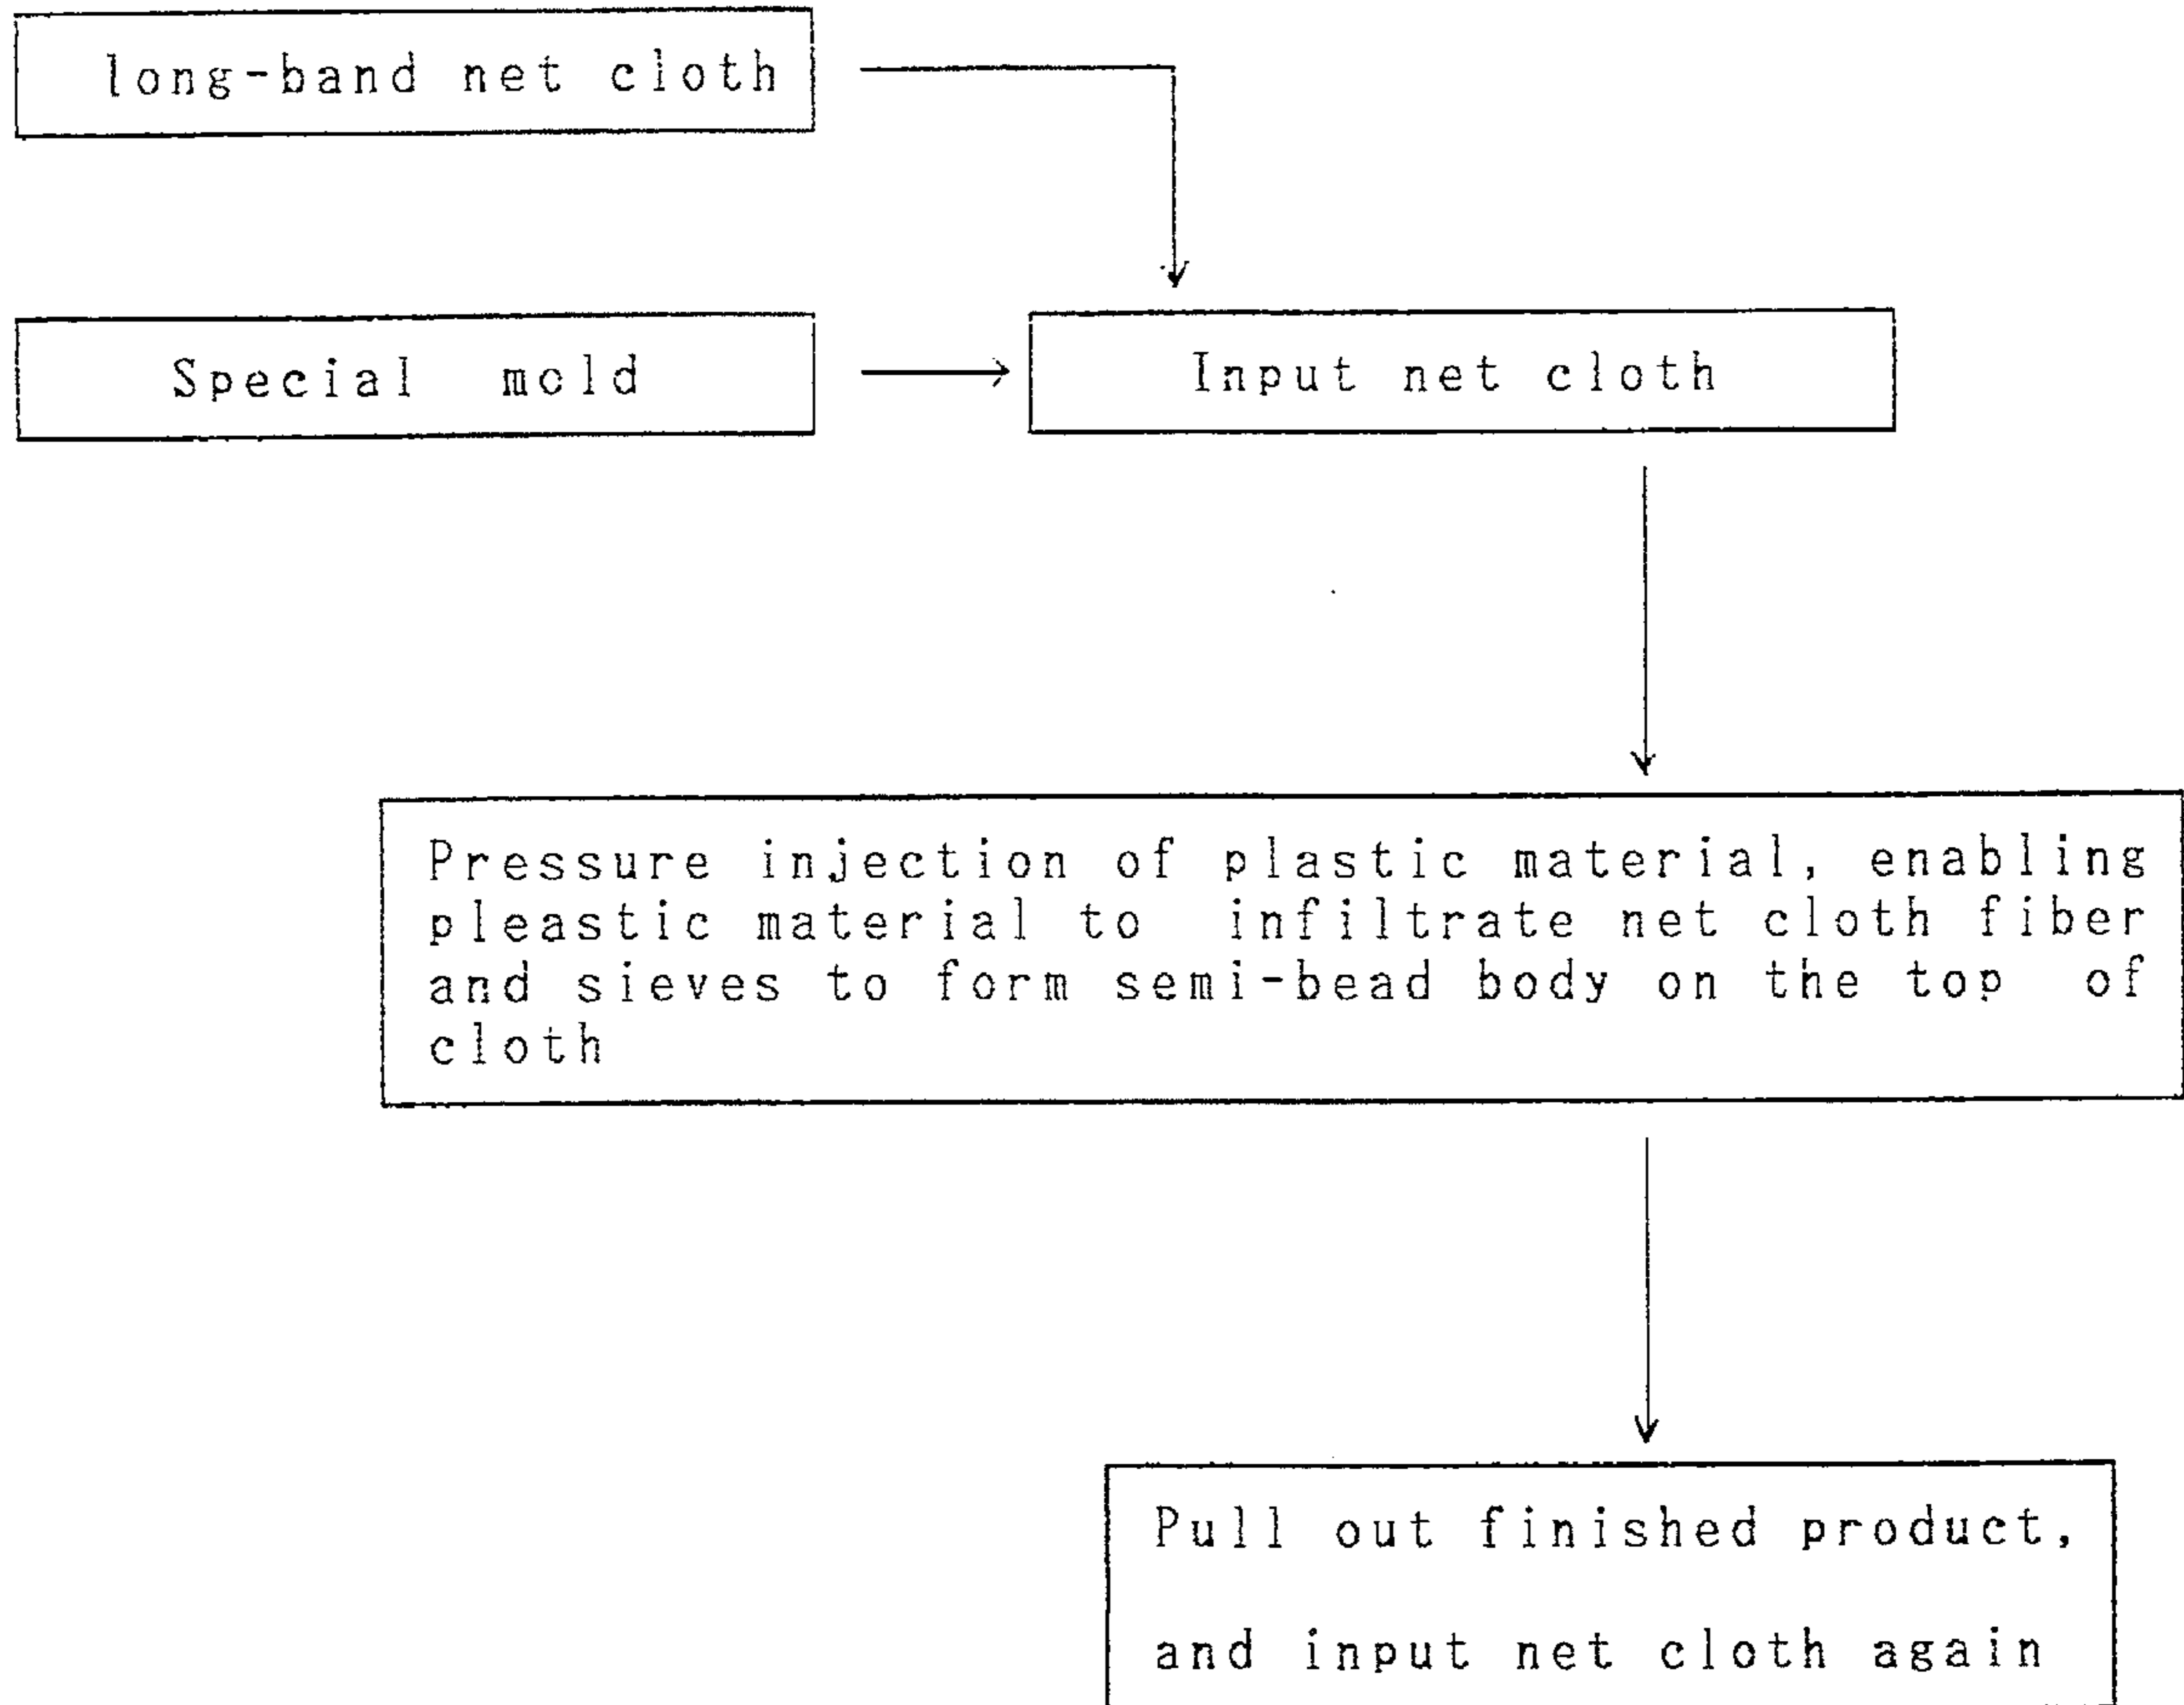 long-band net cloth
Special mold
Input net cloth
Pressure injection of plastic material, enabling
pleastic material to infiltrate net cloth fiber
and sieves to form semi-bead body on the top of
cloth
Pull out finished product,
and input net cloth again